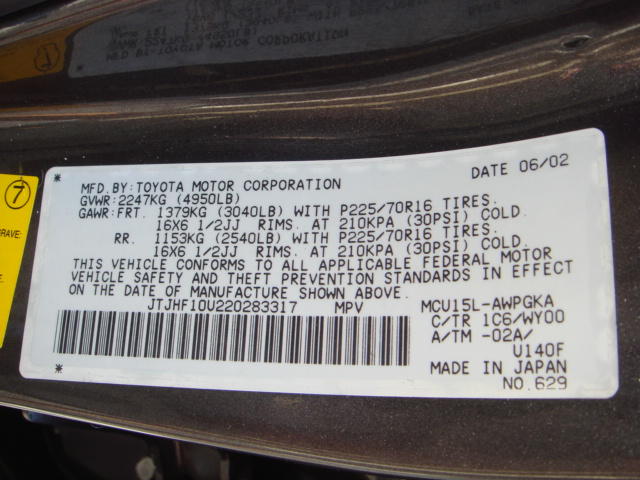 DATE 06/02
MFD.BY:TOYOTA MOTOR CORPORATION
GVWR:2247KG (4950LB)
GAWR:FRT. 1379KG (3040LB) WITH P225/70R16 TIRES.
16X6 1/2JJ RIMS. AT 210KPA (30PSI) COLD.
RR. 1153KG (2540LB) WITH P225/70R16 TIRES.
16X6 1/2JJ RIMS. AT 210KPA (30PSI) COLD.
THIS VEHICLE CONFORMS TO ALL APPLICABLE FEDERAL MOTOR
VEHICLE SAFETY AND THEFT PREVENTION STANDARDS IN EFFECT
ON THE DATE OF MANUFACTURE SHOWN ABOVE.
JTJHF10U220283317 MPV
MCU15L-AWPGKA
C/TR 1C6/WY00
A/TM -02A/
U140F
MADE IN JAPAN
NO.629
7